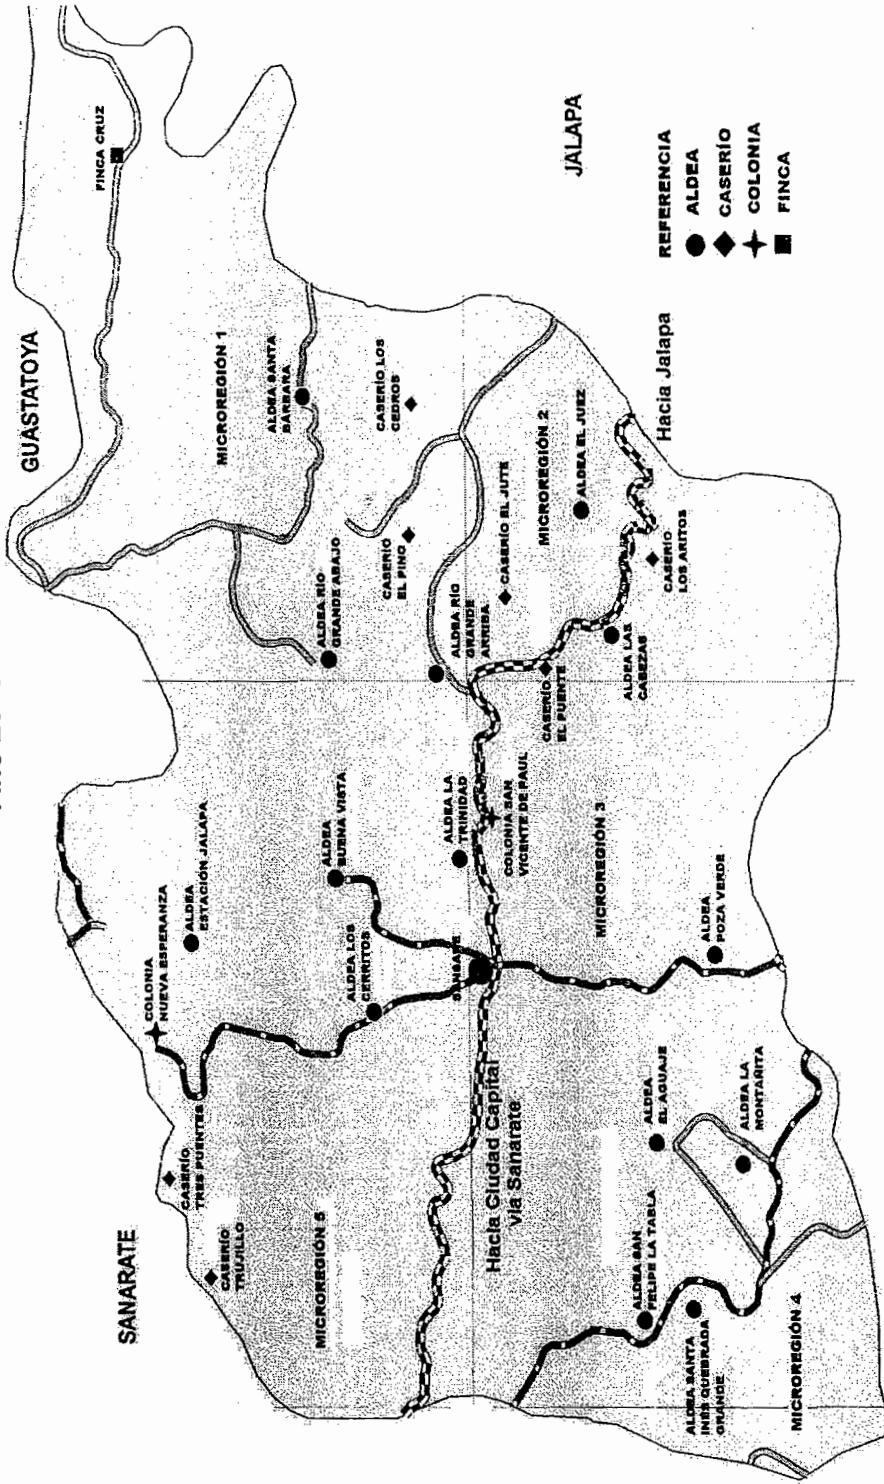 GUASTATOYA
FINCA CRUZ
SANARATE
JALAPA
COLONIA
NUEVA ESPERANZA
ALDEA
ESTACIÓN JALAPA
CASERÍO
TRES PUENTES
CASERÍO
TRUJILLO
MICROREGIÓN 1
ALDEA SANTA
BÁRBARA
ALDEA RÍO
GRANDE ABAJO
ALDEA
BUENA VISTA
ALDEA LOS
CERRITOS
MICROREGIÓN 5
CASERÍO LOS
CEDROS
CASERÍO
EL PINO
ALDEA RÍO
GRANDE
ARRIBA
ALDEA LA
TRINIDAD
SANSARE
Hacia Ciudad Capital
Vía Sanarate
COLONIA SAN
VICENTE DE PAUL
CASERÍO EL JUTE
MICROREGIÓN 2
CASERÍO
EL PUENTE
ALDEA EL JUEZ
MICROREGIÓN 3
ALDEA LAS
CABEZAS
CASERÍO
LOS ARITOS
Hacia Jalapa
ALDEA
POZA VERDE
ALDEA
EL AGUAJE
ALDEA LA
MONTAÑITA
ALDEA SAN
FELIPE LA TABLA
ALDEA SANTA
INÉS QUEBRADA
GRANDE
MICROREGIÓN 4
REFERENCIA
ALDEA
CASERÍO
COLONIA
FINCA